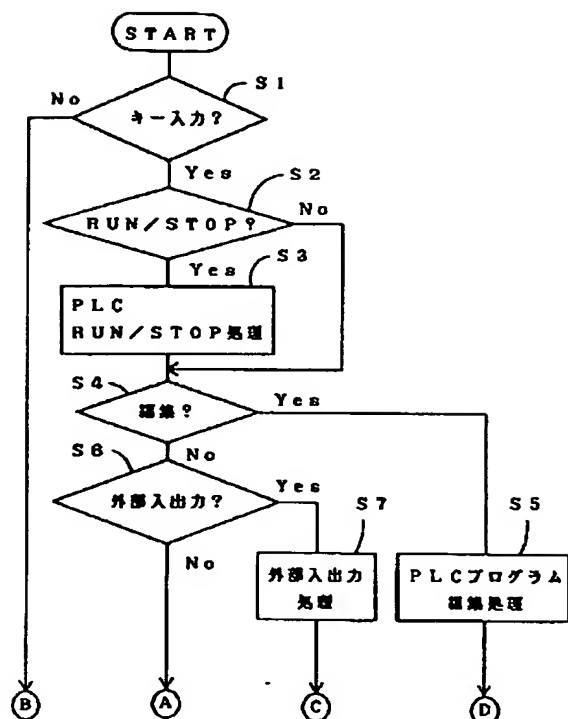 START
S1
No
キー入力?
Yes
S2
RUN/STOP?
No
Yes
S3
PLC
RUN/STOP処理
S4
編集?
Yes
No
S6
外部入出力?
Yes
No
S7
外部入出力
処理
S5
PLCプログラム
編集処理
B
A
C
D